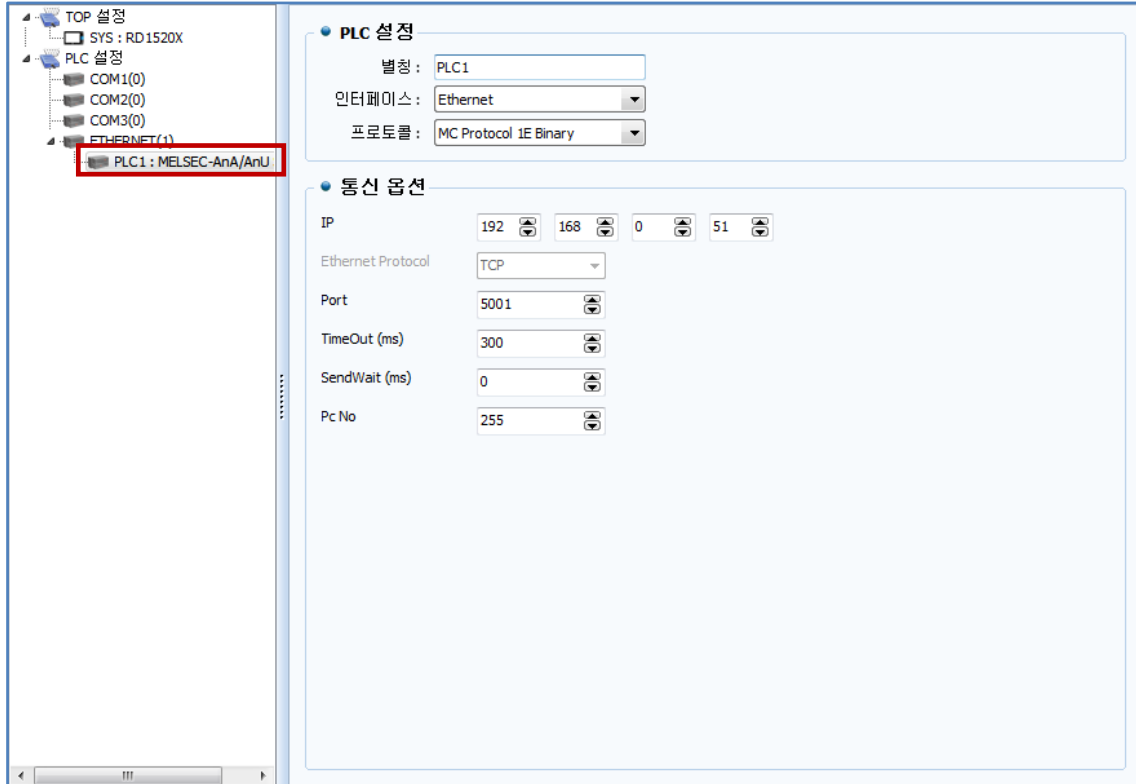 TOP 설정
SYS : RD1520X
PLC 설정
COM1(0)
COM2(0)
COM3(0)
ETHERNET(1)
PLC1 : MELSEC-AnA/AnU
PLC 설정
별칭 : PLC1
인터페이스 : Ethernet
프로토콜 : MC Protocol 1E Binary
통신 옵션
IP 192 168 0 51
Ethernet Protocol TCP
Port 5001
TimeOut (ms) 300
SendWait (ms) 0
Pc No 255